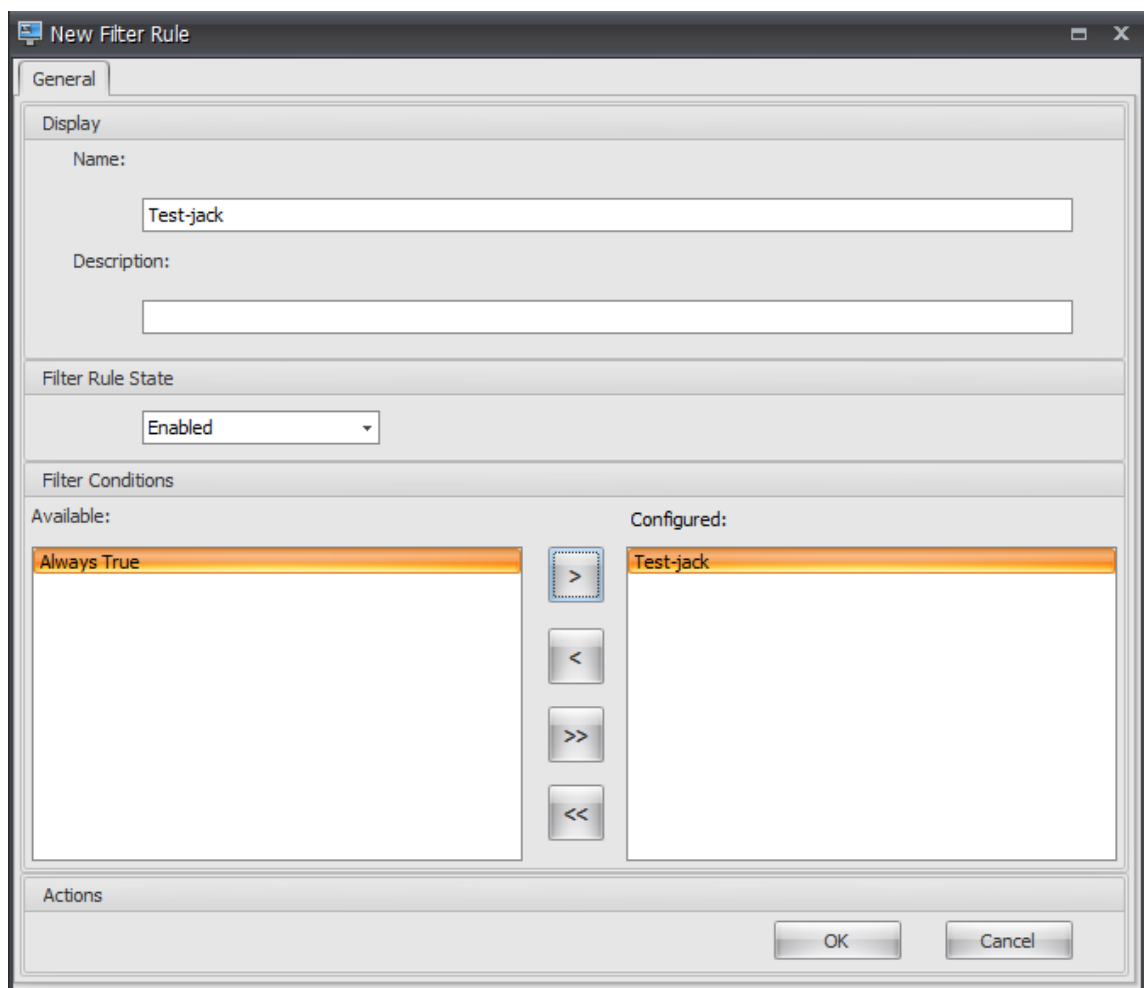 New Filter Rule
General
Display
Name:
Test-jack
Description:
Filter Rule State
Enabled
Filter Conditions
Available:
Configured:
Always True
Test-jack
>
<
>>
<<
Actions
OK
Cancel